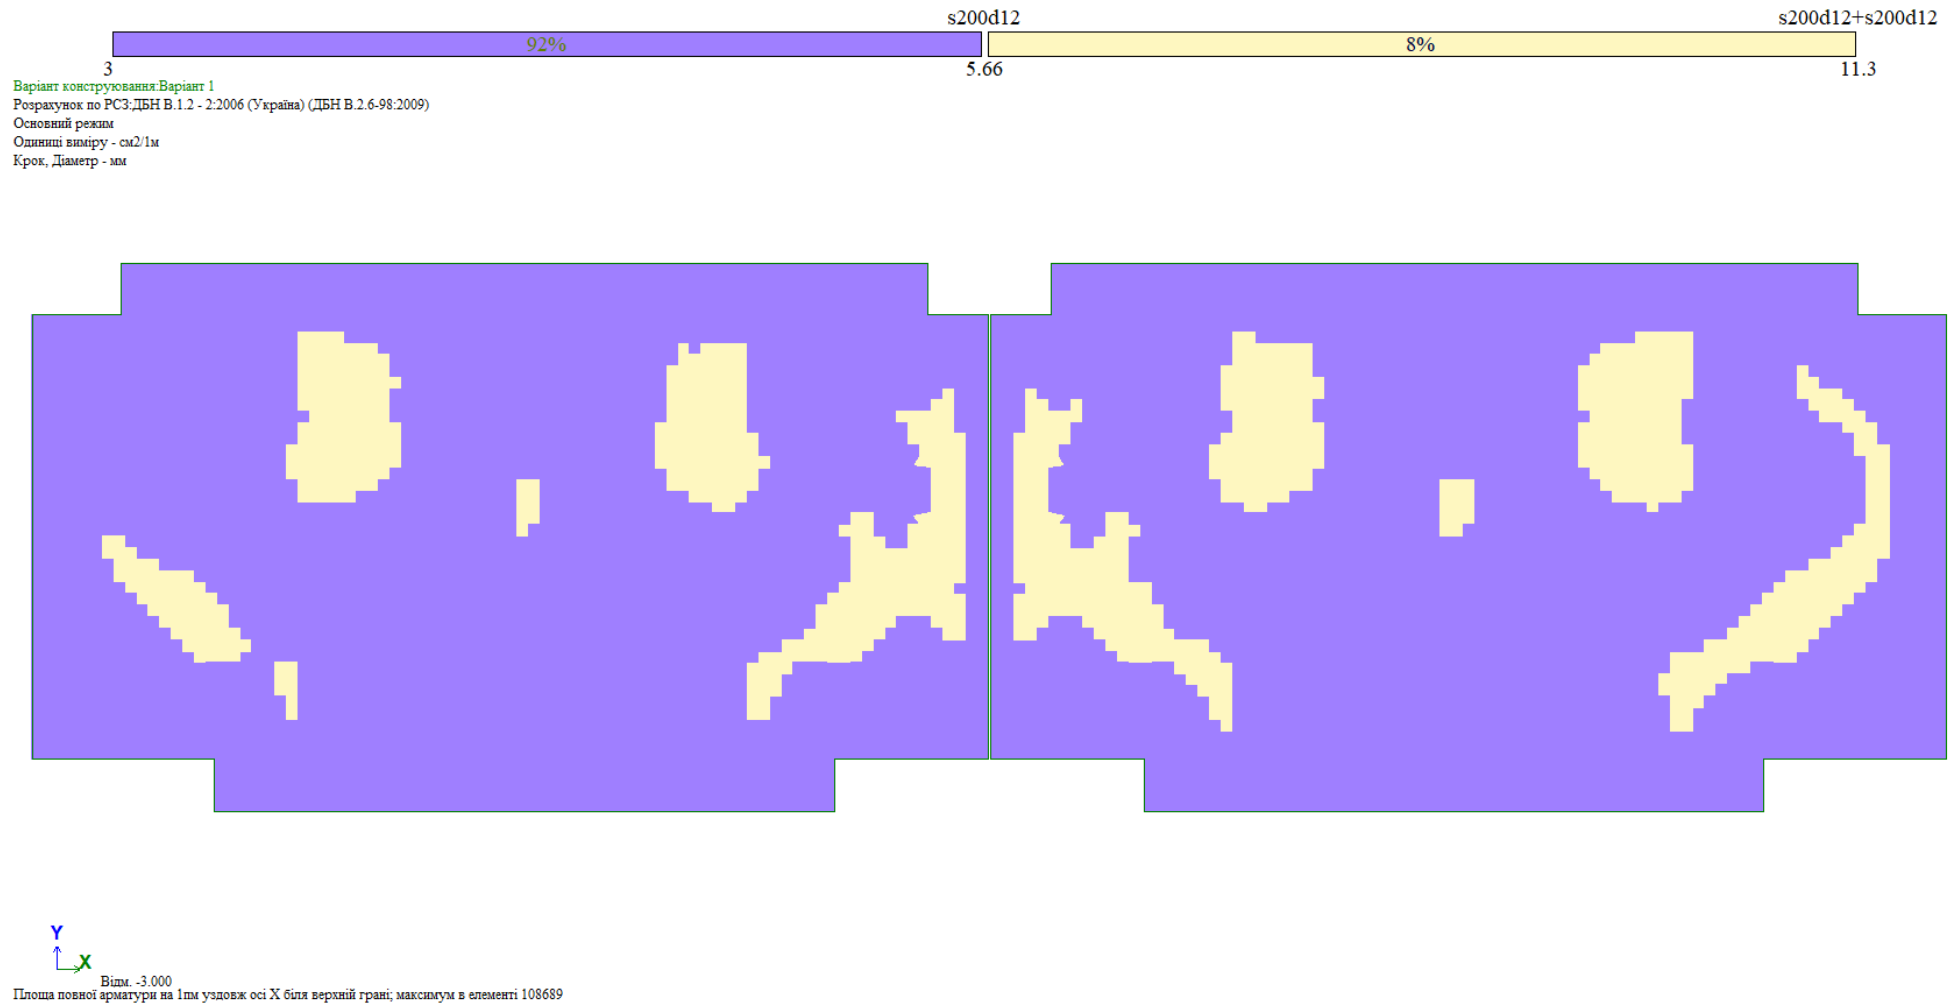 s200d12 s200d12+s200d12
92% 8%
3 5.66 11.3
Варіант конструювання:Варіант 1
Розрахунок по РСЗ:ДБН В.1.2 - 2:2006 (Україна) (ДБН В.2.6-98:2009)
Основний режим
Одиниці виміру - см2/1м
Крок, Діаметр - мм
Y
X
Відм. -3.000
Площа повної арматури на 1пм уздовж осі X біля верхній грані; максимум в елементі 108689